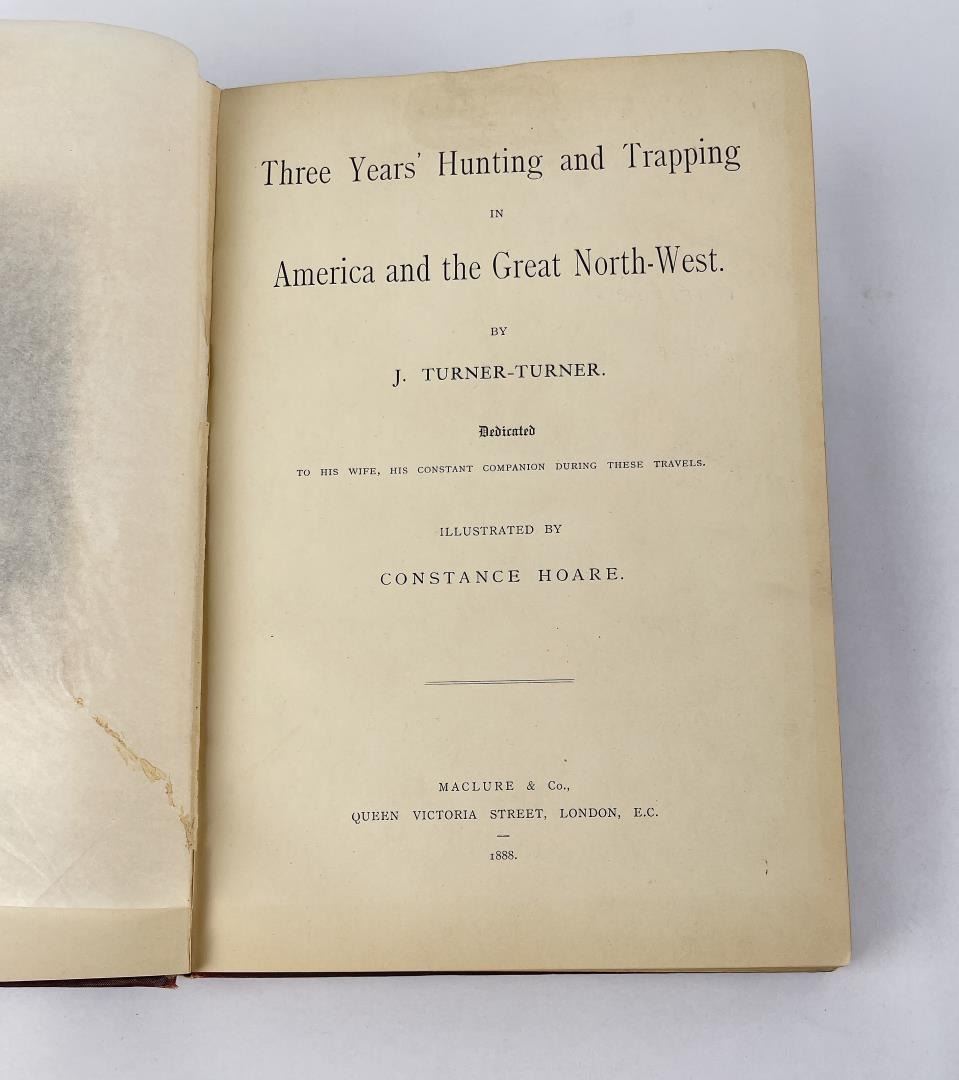 Three Years' Hunting and Trapping
IN
America and the Great North-West.
BY
J. TURNER-TURNER.
Dedicated
TO HIS WIFE, HIS CONSTANT COMPANION DURING THESE TRAVELS.
ILLUSTRATED BY
CONSTANCE HOARE.
MACLURE & Co.,
QUEEN VICTORIA STREET, LONDON, E.C.
—
1888.